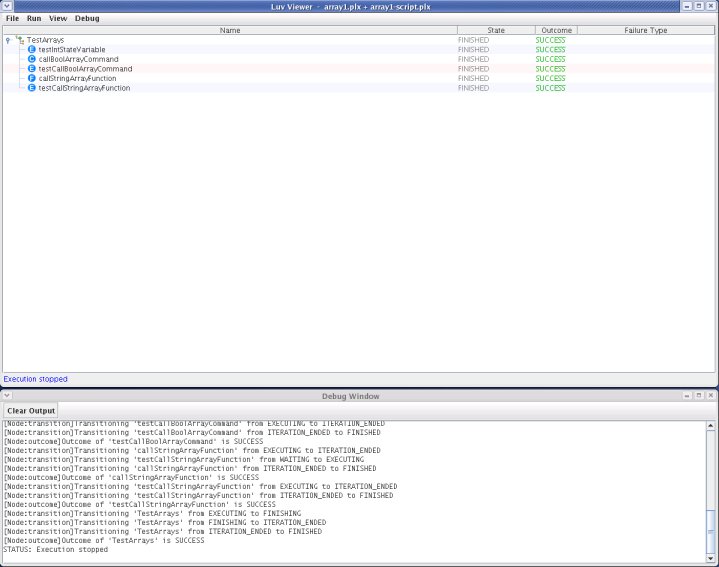 Luv Viewer - array1.plx + array1-script.plx
File Run View Debug
Name State Outcome Failure Type
TestArrays FINISHED SUCCESS
E testIntStateVariable FINISHED SUCCESS
C callBoolArrayCommand FINISHED SUCCESS
E testCallBoolArrayCommand FINISHED SUCCESS
F callStringArrayFunction FINISHED SUCCESS
E testCallStringArrayFunction FINISHED SUCCESS
Execution stopped
Debug Window
Clear Output
[Node:transition]Transitioning 'testCallBoolArrayCommand' from EXECUTING to ITERATION_ENDED
[Node:transition]Transitioning 'testCallBoolArrayCommand' from ITERATION_ENDED to FINISHED
[Node:outcome]Outcome of 'testCallBoolArrayCommand' is SUCCESS
[Node:transition]Transitioning 'callStringArrayFunction' from EXECUTING to ITERATION_ENDED
[Node:transition]Transitioning 'testCallStringArrayFunction' from WAITING to EXECUTING
[Node:transition]Transitioning 'callStringArrayFunction' from ITERATION_ENDED to FINISHED
[Node:outcome]Outcome of 'callStringArrayFunction' is SUCCESS
[Node:transition]Transitioning 'testCallStringArrayFunction' from EXECUTING to ITERATION_ENDED
[Node:transition]Transitioning 'testCallStringArrayFunction' from ITERATION_ENDED to FINISHED
[Node:outcome]Outcome of 'testCallStringArrayFunction' is SUCCESS
[Node:transition]Transitioning 'TestArrays' from EXECUTING to FINISHING
[Node:transition]Transitioning 'TestArrays' from FINISHING to ITERATION_ENDED
[Node:transition]Transitioning 'TestArrays' from ITERATION_ENDED to FINISHED
[Node:outcome]Outcome of 'TestArrays' is SUCCESS
STATUS: Execution stopped